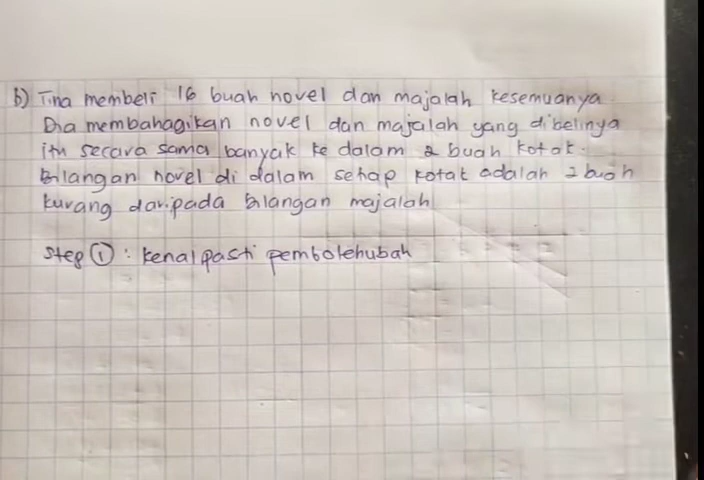 b) Tina membeli 16 buah novel dan majalah kesemuanya.
Dia membahagikan novel dan majalah yang dibelinya
itu secara sama banyak ke dalam 2 buah kotak.
Bilangan novel di dalam setiap kotak adalah 2 buah
kurang daripada bilangan majalah
Step ①: kenalpasti pembolehubah